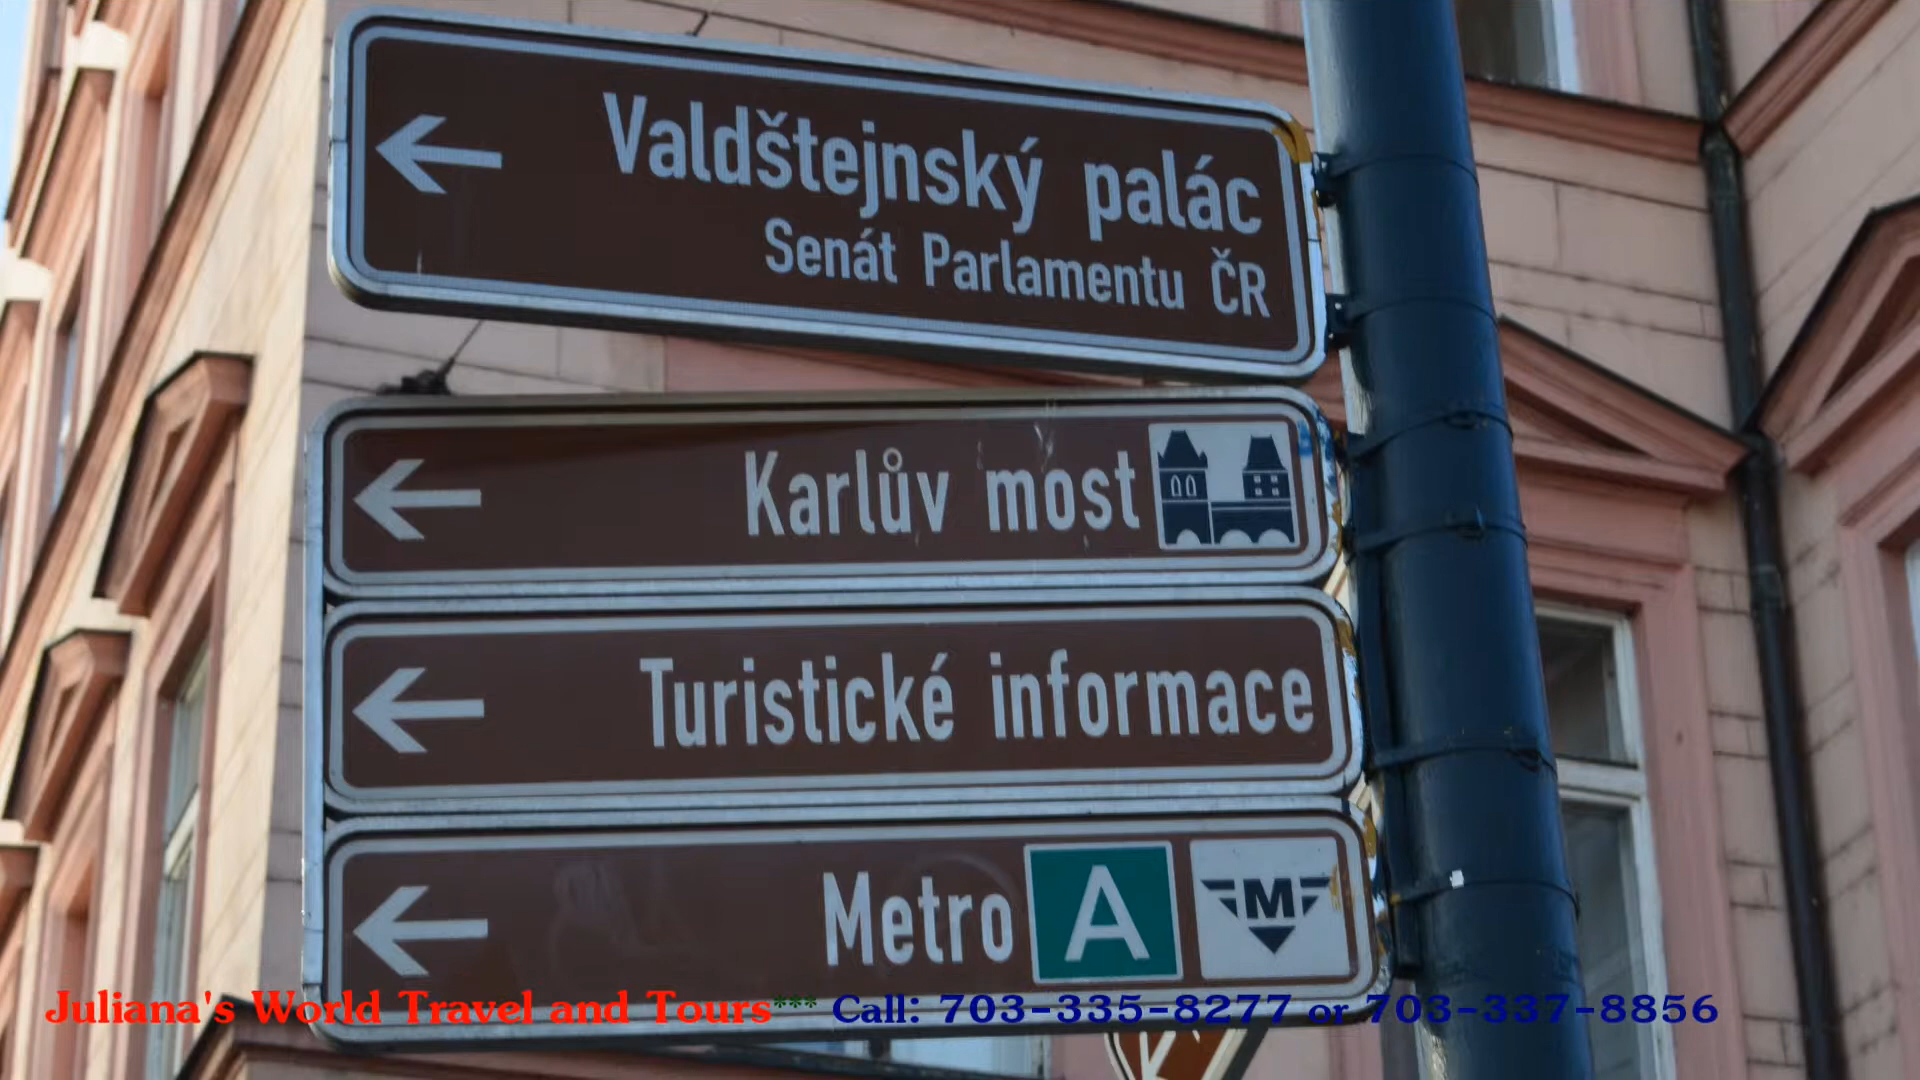 Valdštejnský palác
Senát Parlamentu ČR
Karlův most
Turistické informace
Metro A M
Juliana's World Travel and Tours*** Call: 703-335-8277 or 703-337-8856